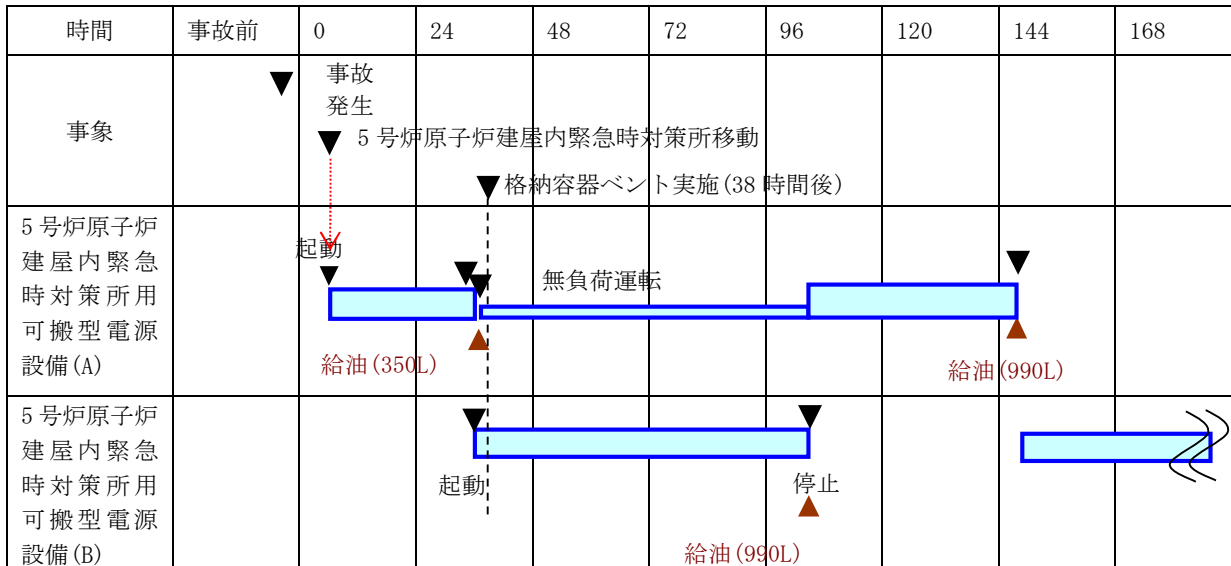 時間 事故前 0 24 48 72 96 120 144 168
事象
事故
発生
5号炉原子炉建屋内緊急時対策所移動
格納容器ベント実施(38時間後)
5号炉原子炉
建屋内緊急
時対策所用
可搬型電源
設備(A)
起動
無負荷運転
給油(350L)
給油(990L)
5号炉原子炉
建屋内緊急
時対策所用
可搬型電源
設備(B)
起動
停止
給油(990L)